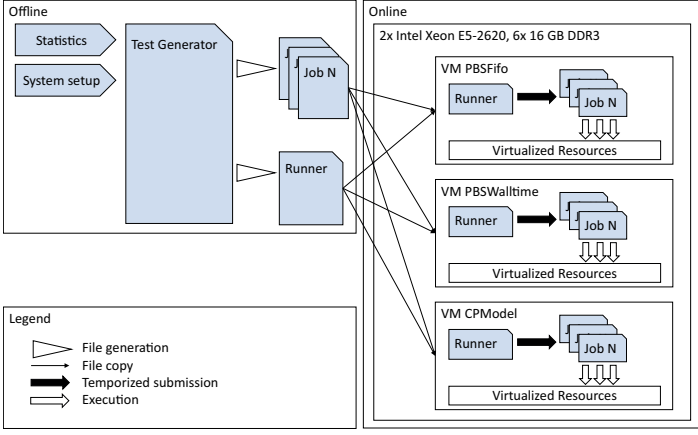 Offline
Statistics
System setup
Test Generator
J
J
Job N
Runner
Legend
File generation
File copy
Temporized submission
Execution
Online
2x Intel Xeon E5-2620, 6x 16 GB DDR3
VM PBSFifo
Runner
J
J
Job N
Virtualized Resources
VM PBSWalltime
Runner
J
J
Job N
Virtualized Resources
VM CPModel
Runner
J
J
Job N
Virtualized Resources